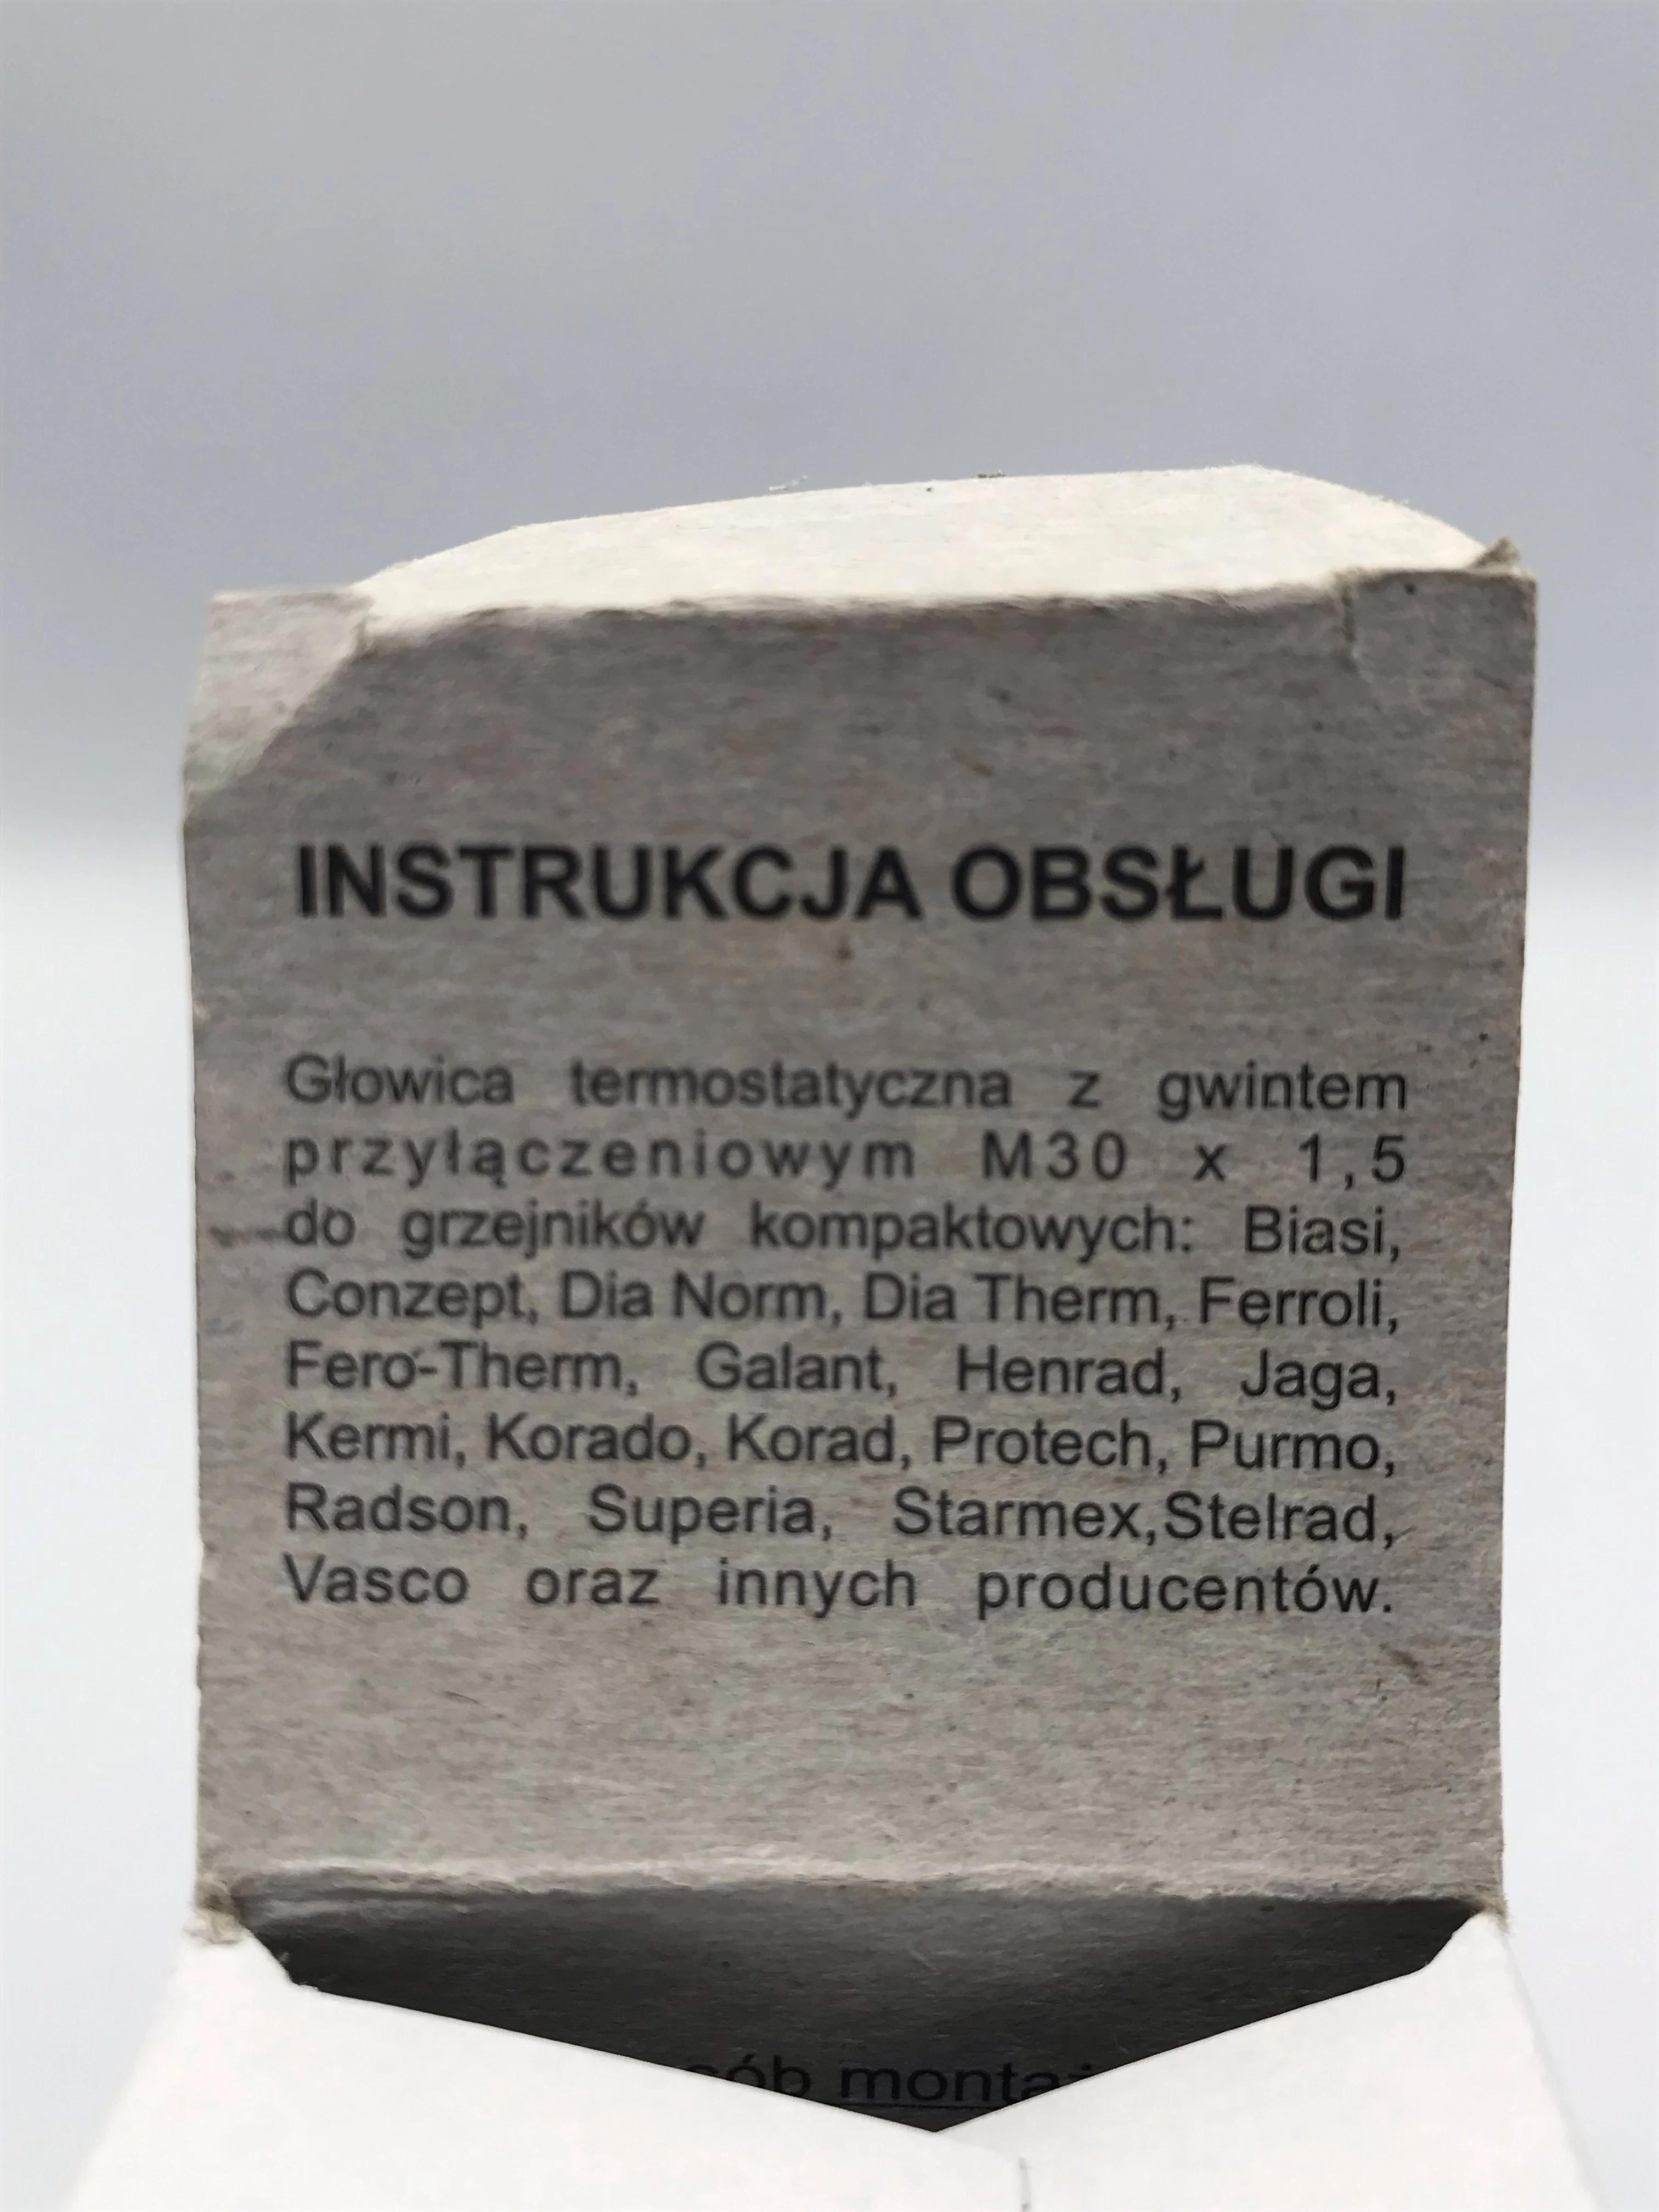 INSTRUKCJA OBSŁUGI
Głowica termostatyczna z gwintem
przyłączeniowym M30 x 1,5
do grzejników kompaktowych: Biasi,
Conzept, Dia Norm, Dia Therm, Ferroli,
Fero-Therm, Galant, Henrad, Jaga,
Kermi, Korado, Korad, Protech, Purmo,
Radson, Superia, Starmex,Stelrad,
Vasco oraz innych producentów.